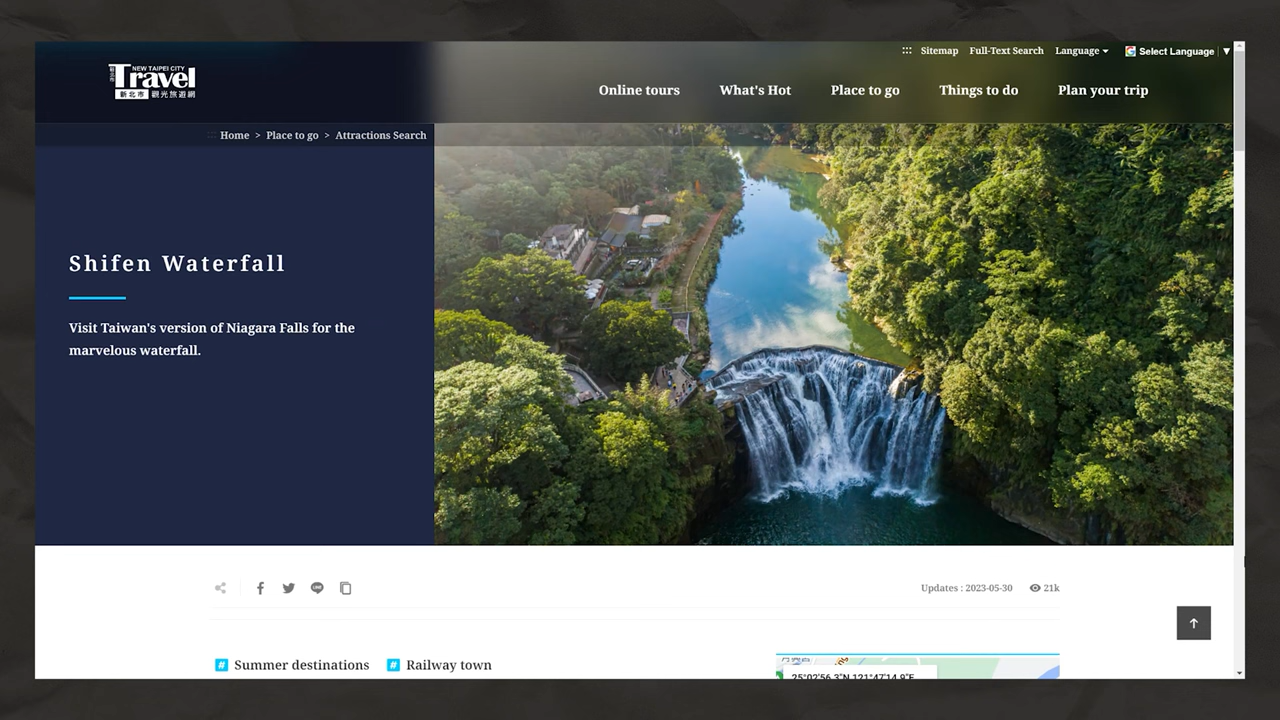 Sitemap Full-Text Search Language Select Language ▼
NEW TAIPEI CITY
Travel
新北市 觀光旅遊網
Online tours What's Hot Place to go Things to do Plan your trip
Home > Place to go > Attractions Search
Shifen Waterfall
Visit Taiwan's version of Niagara Falls for the
marvelous waterfall.
Updates : 2023-05-30 21k
# Summer destinations # Railway town
25°02'56.3"N 121°47'14.9"E